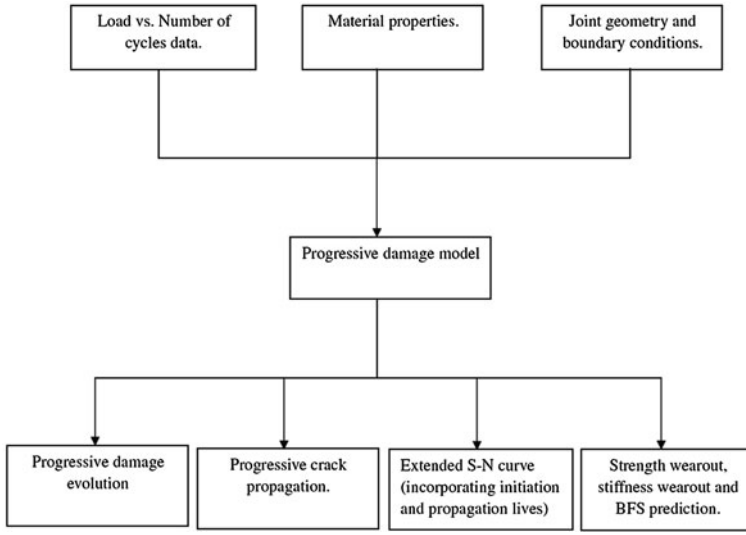 Load vs. Number of
cycles data.
Material properties.
Joint geometry and
boundary conditions.
Progressive damage model
Progressive damage
evolution
Progressive crack
propagation.
Extended S-N curve
(incorporating initiation
and propagation lives)
Strength wearout,
stiffness wearout and
BFS prediction.